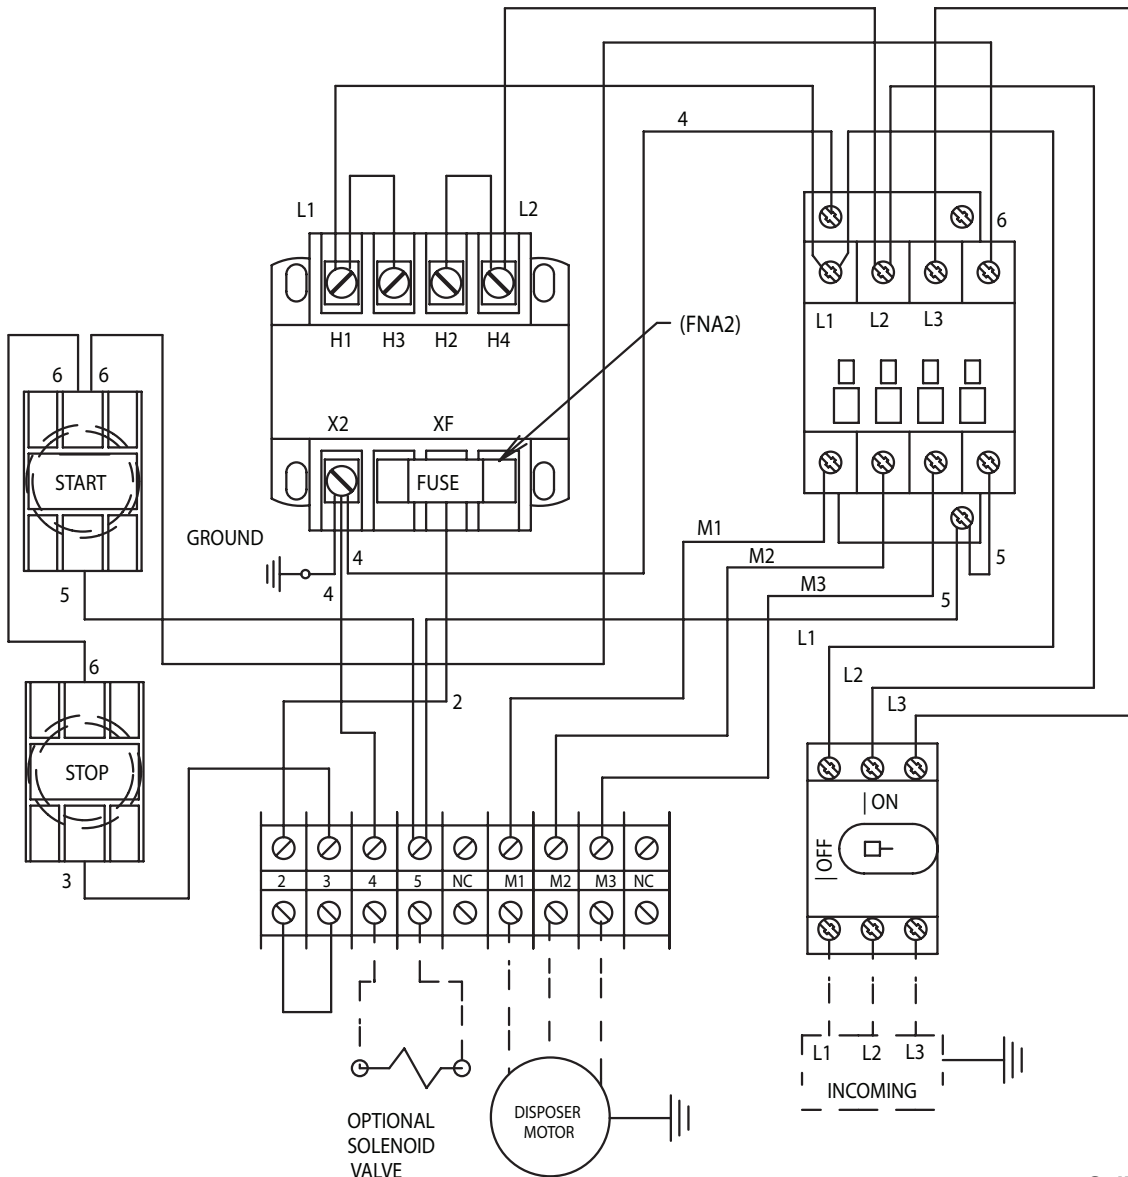 4
L1
L2
6
H1 H3 H2 H4
(FNA2)
L1 L2 L3
6 6
X2 XF
START
FUSE
GROUND
M1
4
M2
5
5
4
M3
5
L1
6
L2
2
L3
STOP
| ON
|OFF
3
2 3 4 5 NC M1 M2 M3 NC
L1 L2 L3
INCOMING
OPTIONAL
SOLENOID
VALVE
DISPOSER
MOTOR